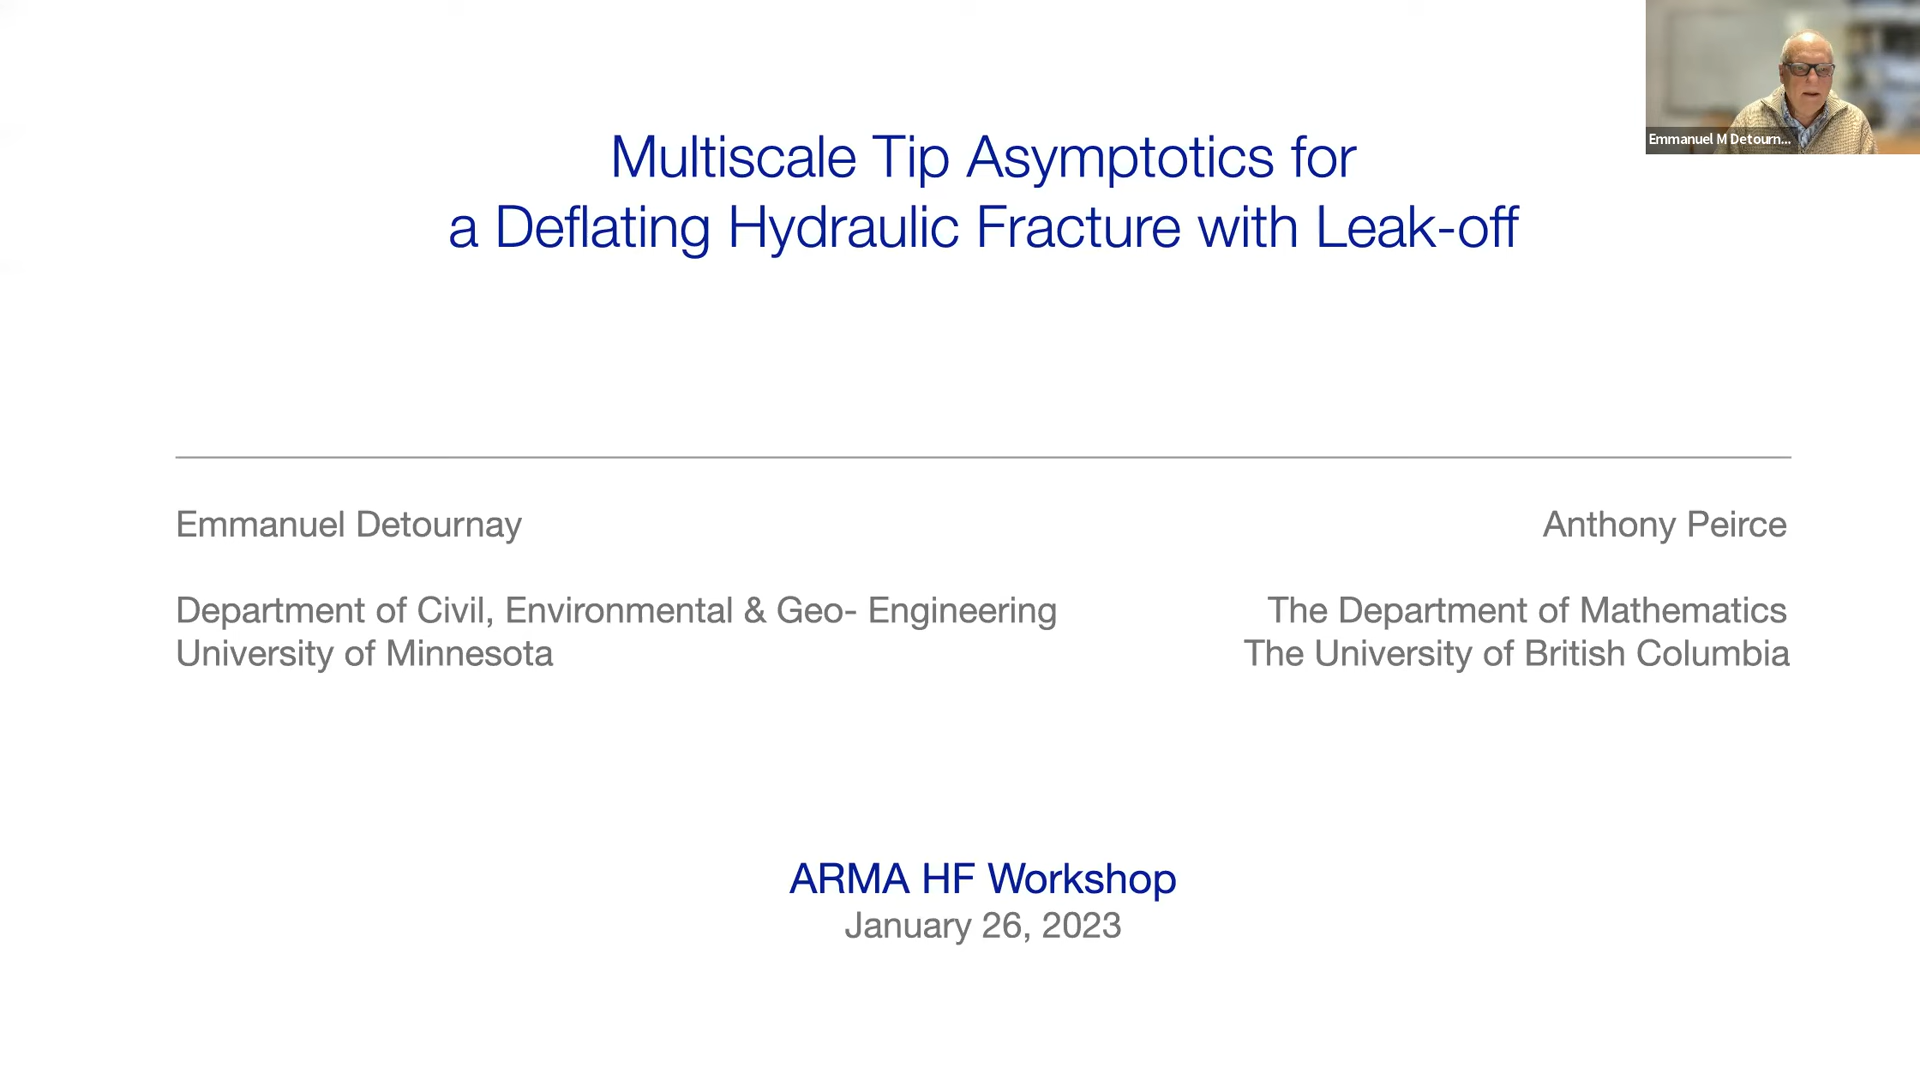 Multiscale Tip Asymptotics for
a Deflating Hydraulic Fracture with Leak-off
Emmanuel M Detourn...
Emmanuel Detournay
Anthony Peirce
Department of Civil, Environmental & Geo- Engineering
The Department of Mathematics
University of Minnesota
The University of British Columbia
ARMA HF Workshop
January 26, 2023